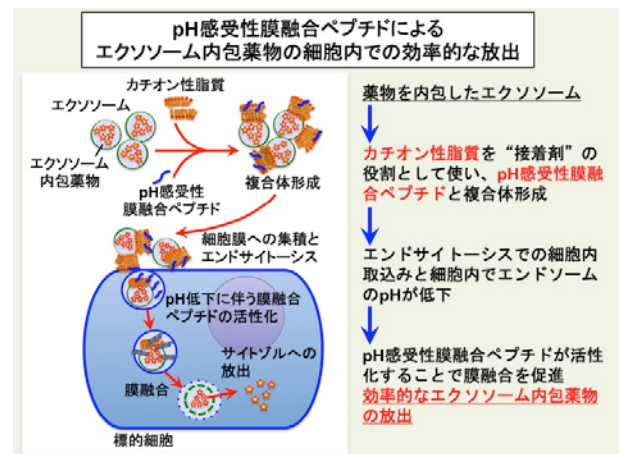 pH感受性膜融合ペプチドによる
エクソソーム内包薬物の細胞内での効率的な放出
カチオン性脂質
エクソソーム
エクソソーム
内包薬物
pH感受性
膜融合ペプチド
複合体形成
細胞膜への集積と
エンドサイトーシス
pH低下に伴う膜融合
ペプチドの活性化
サイトゾルへの
放出
膜融合
標的細胞
薬物を内包したエクソソーム
カチオン性脂質を“接着剤”の
役割として使い、pH感受性膜融
合ペプチドと複合体形成
エンドサイトーシスでの細胞内
取込みと細胞内でエンドソーム
のpHが低下
pH感受性膜融合ペプチドが活性
化することで膜融合を促進
効率的なエクソソーム内包薬物
の放出